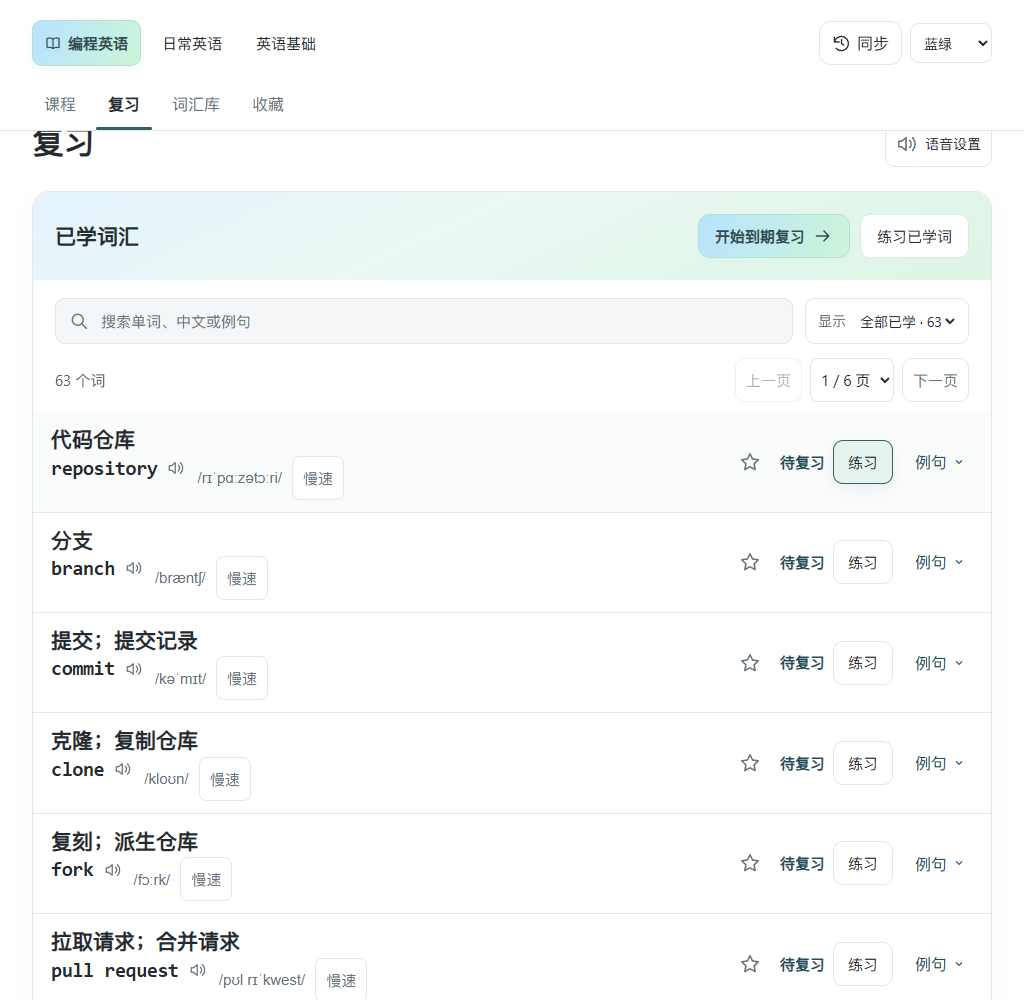 编程英语 日常英语 英语基础 同步 蓝绿
课程 复习 词汇库 收藏
复习 语音设置
已学词汇 开始到期复习 练习已学词
搜索单词、中文或例句 显示 全部已学 · 63
63 个词 上一页 1 / 6 页 下一页
代码仓库
repository /rɪˈpɑːzətɔːri/ 慢速 待复习 练习 例句
分支
branch /bræntʃ/ 慢速 待复习 练习 例句
提交；提交记录
commit /kəˈmɪt/ 慢速 待复习 练习 例句
克隆；复制仓库
clone /kloʊn/ 慢速 待复习 练习 例句
复刻；派生仓库
fork /fɔːrk/ 慢速 待复习 练习 例句
拉取请求；合并请求
pull request /pʊl rɪˈkwest/ 慢速 待复习 练习 例句